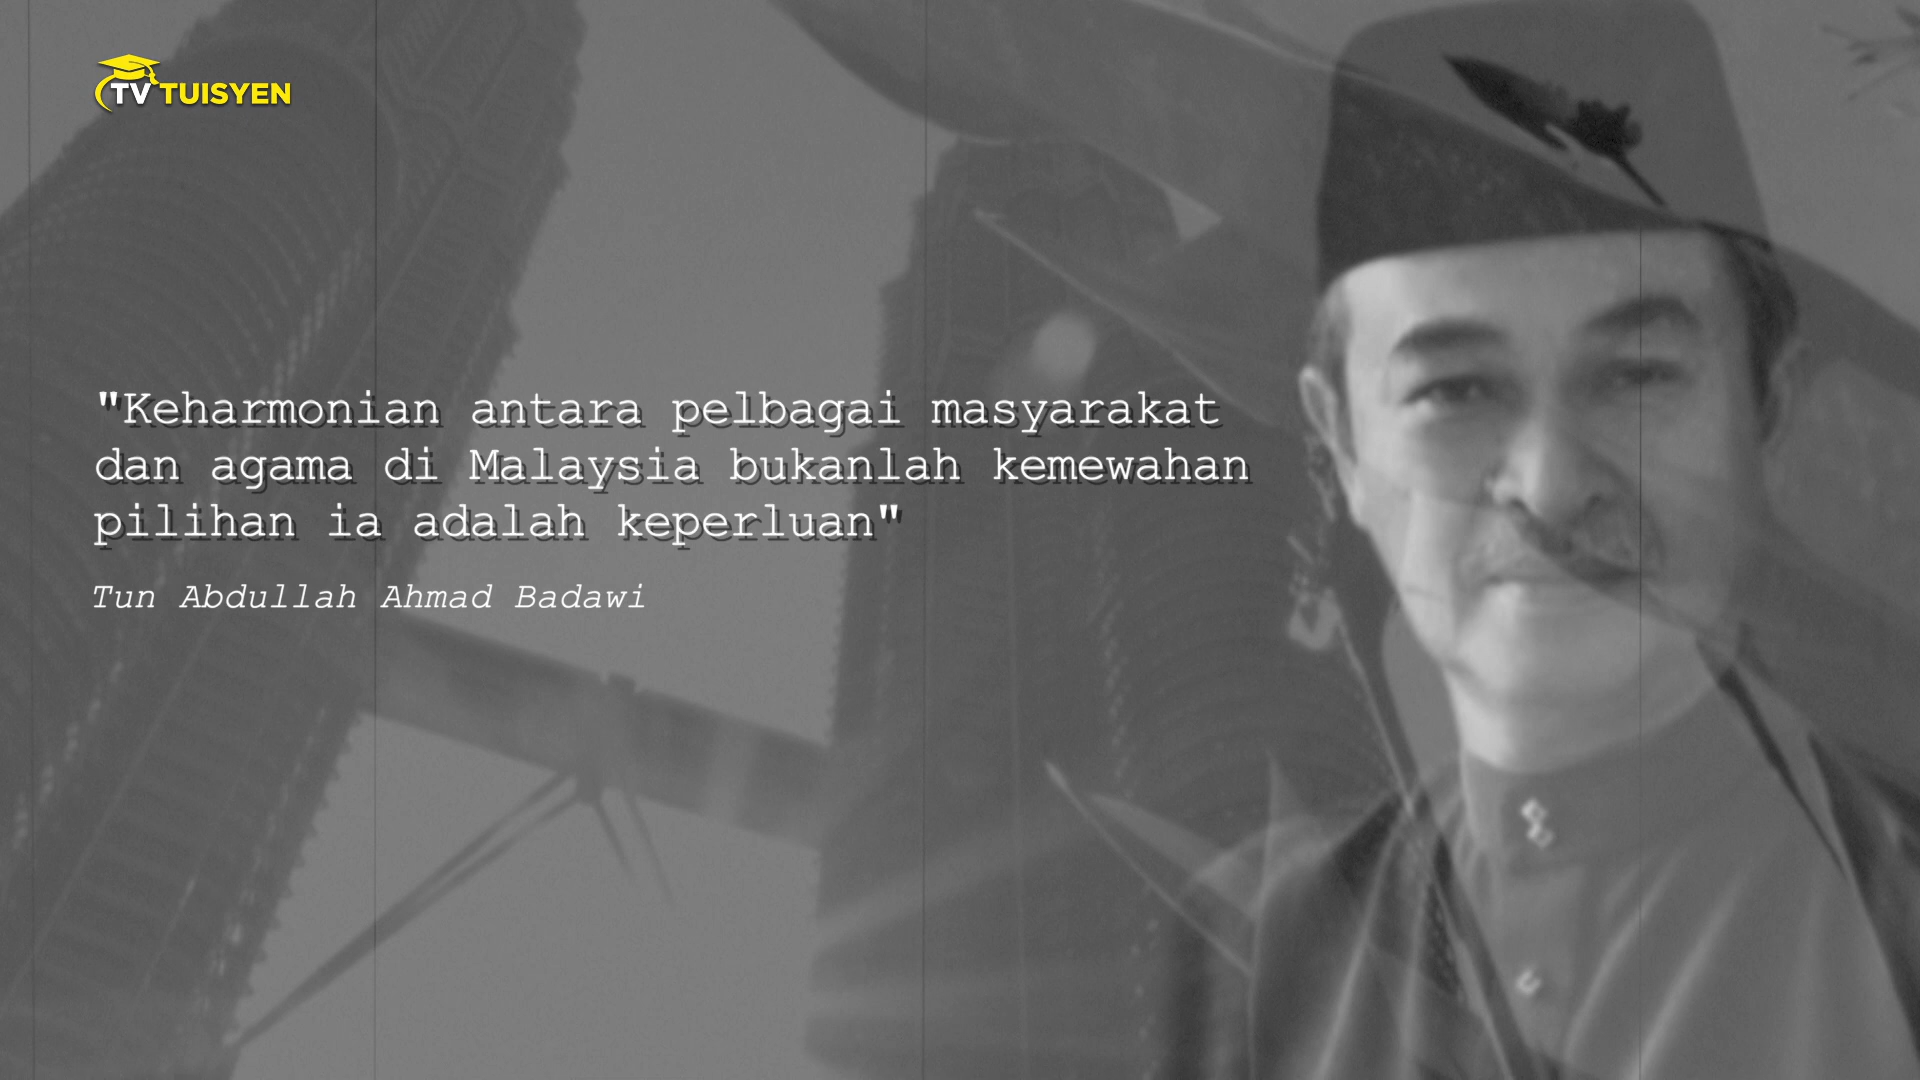 TV TUISYEN
"Keharmonian antara pelbagai masyarakat
dan agama di Malaysia bukanlah kemewahan
pilihan ia adalah keperluan"
Tun Abdullah Ahmad Badawi